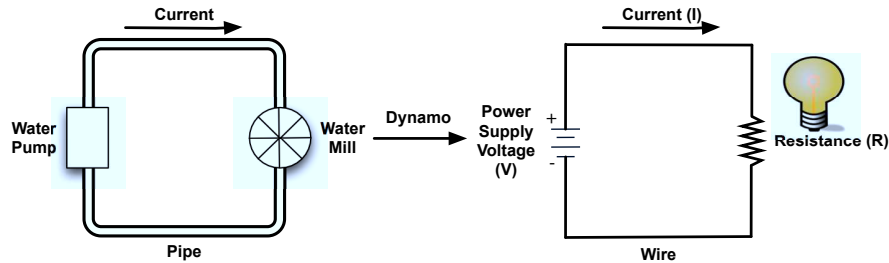 Current
Water
Pump
Water
Mill
Pipe
Dynamo
Current (I)
Power
Supply
Voltage
(V)
+
-
Resistance (R)
Wire